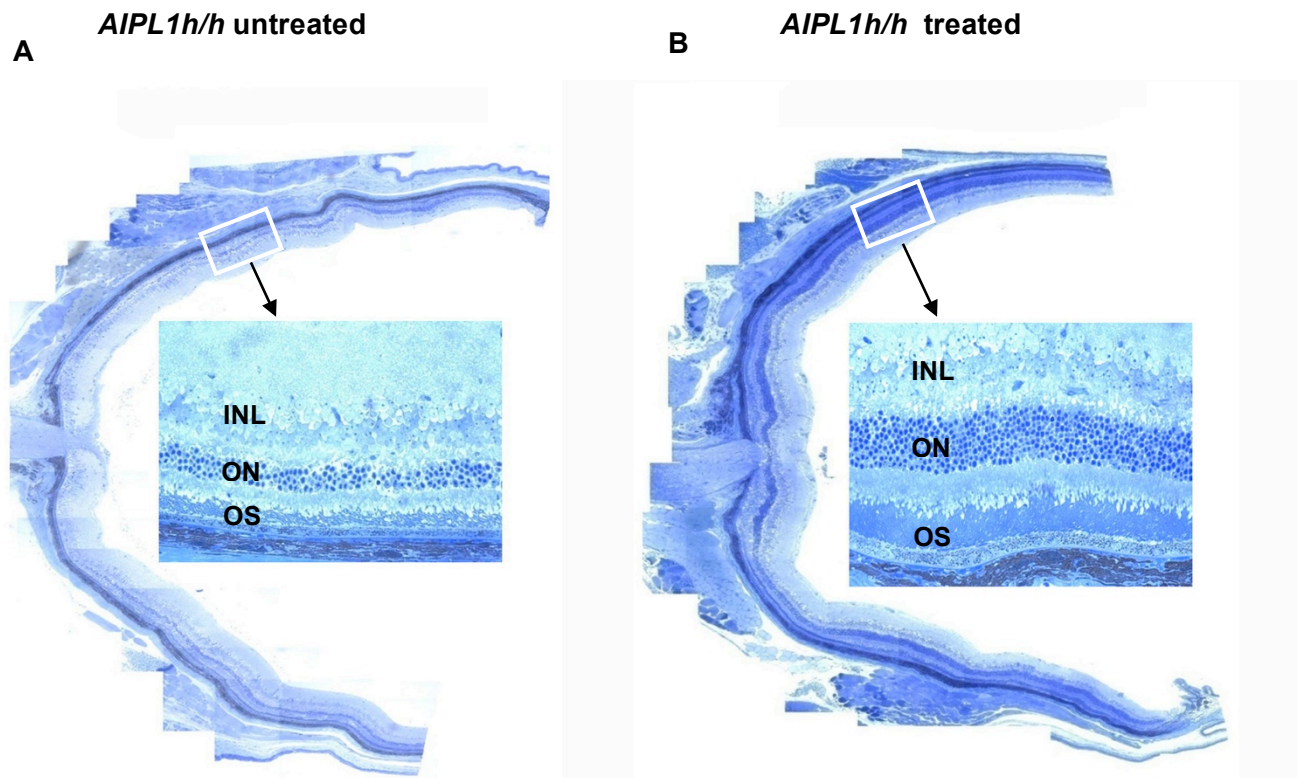 AIPL1h/h untreated
AIPL1h/h treated
A
B
INL
ON
OS
INL
ON
OS